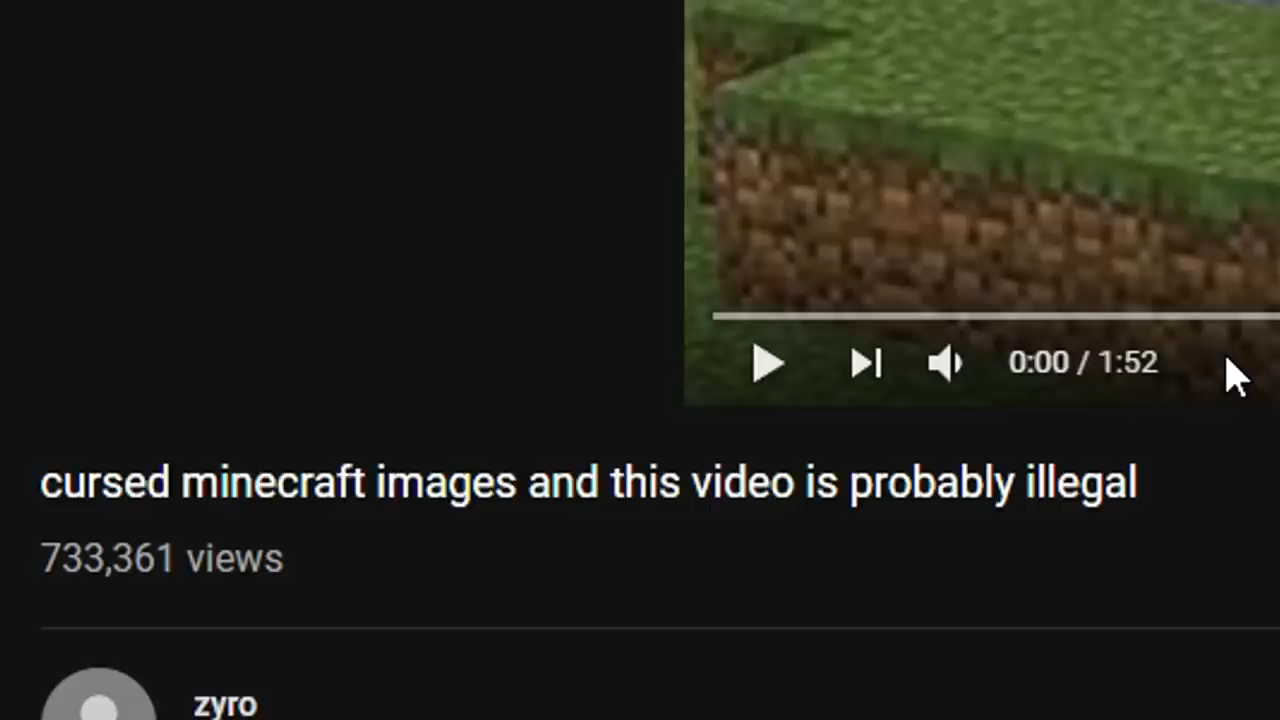 0:00 / 1:52
cursed minecraft images and this video is probably illegal
733,361 views
zyro